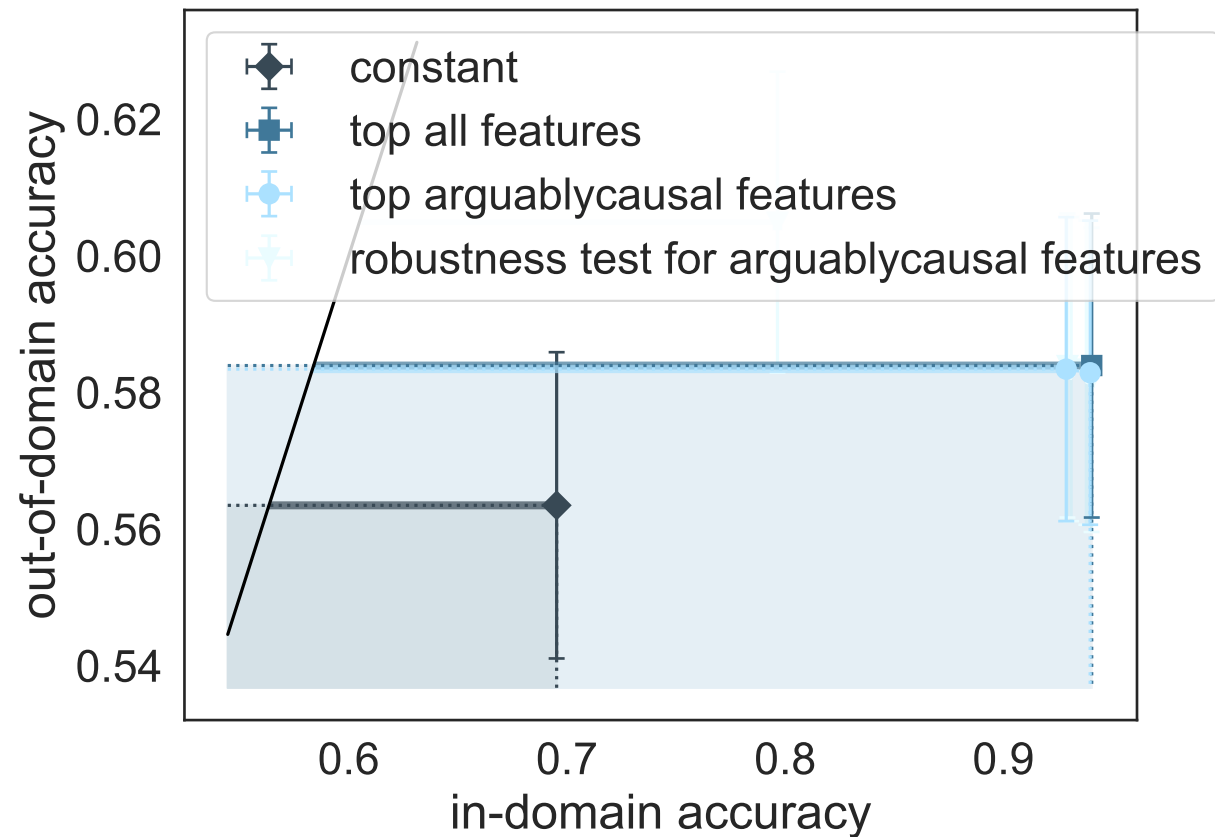 constant
top all features
top arguablycausal features
robustness test for arguablycausal features
out-of-domain accuracy
0.62
0.60
0.58
0.56
0.54
0.6 0.7 0.8 0.9
in-domain accuracy